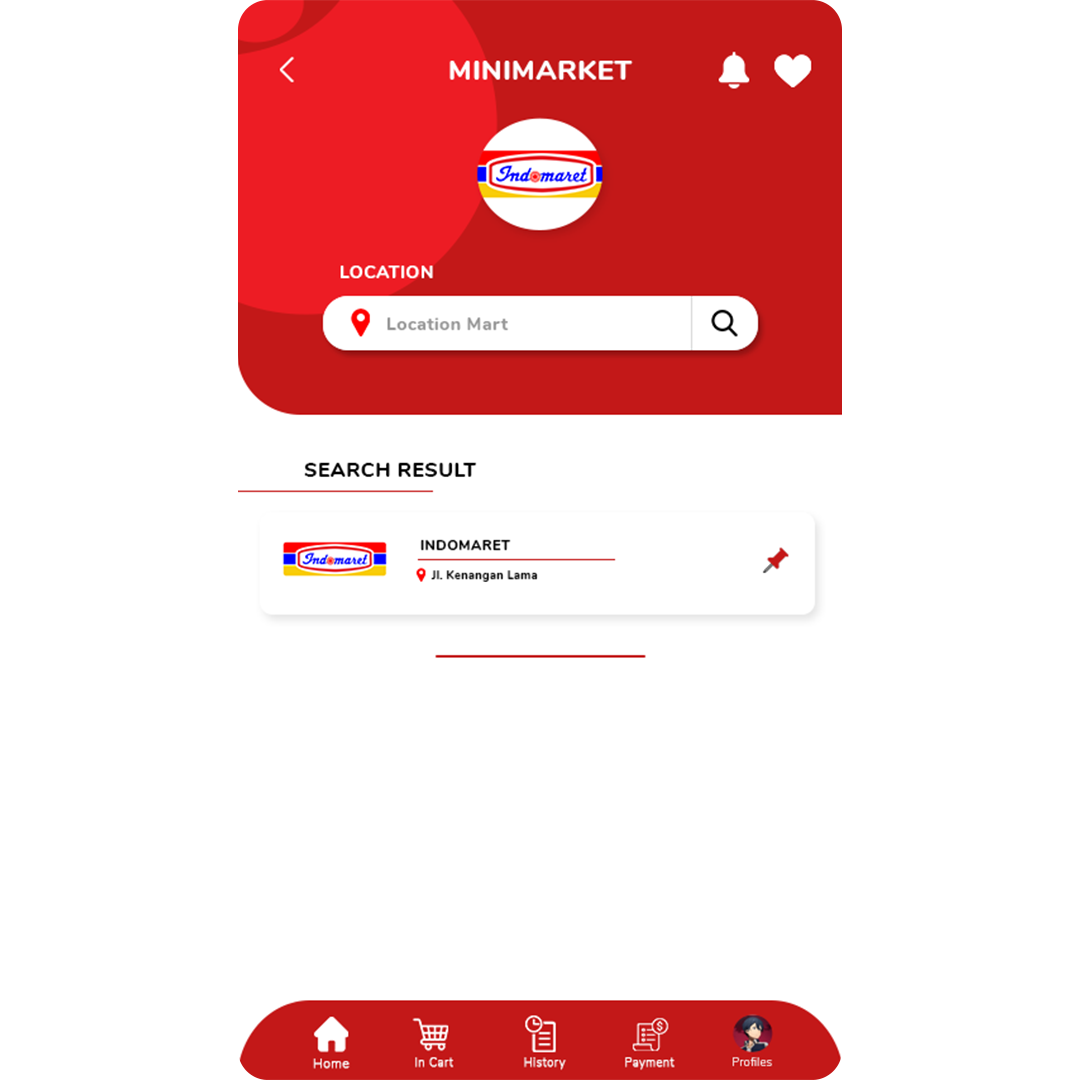 MINIMARKET
Indomaret
LOCATION
Location Mart
SEARCH RESULT
Indomaret
INDOMARET
Jl. Kenangan Lama
Home
In Cart
History
Payment
Profiles